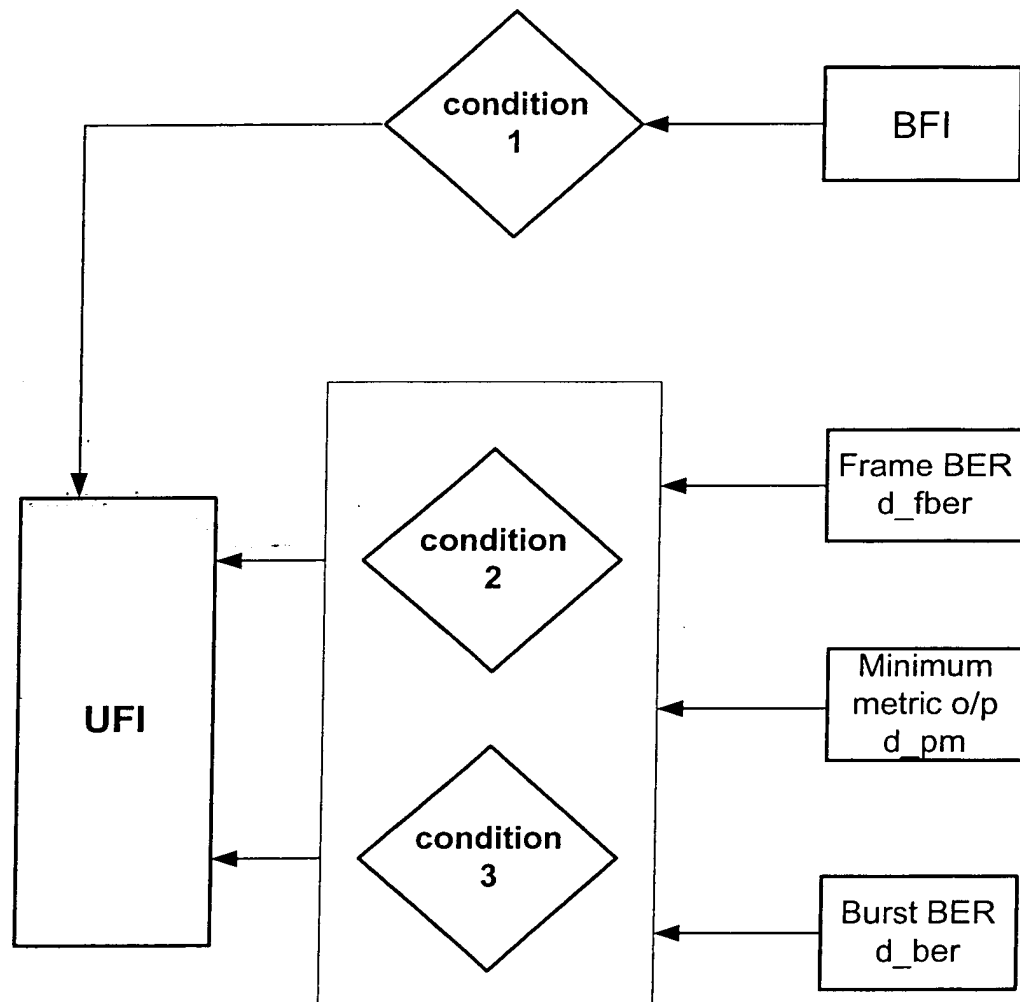 condition
1
BFI
Frame BER
d_fber
condition
2
Minimum
metric o/p
d_pm
UFI
condition
3
Burst BER
d_ber